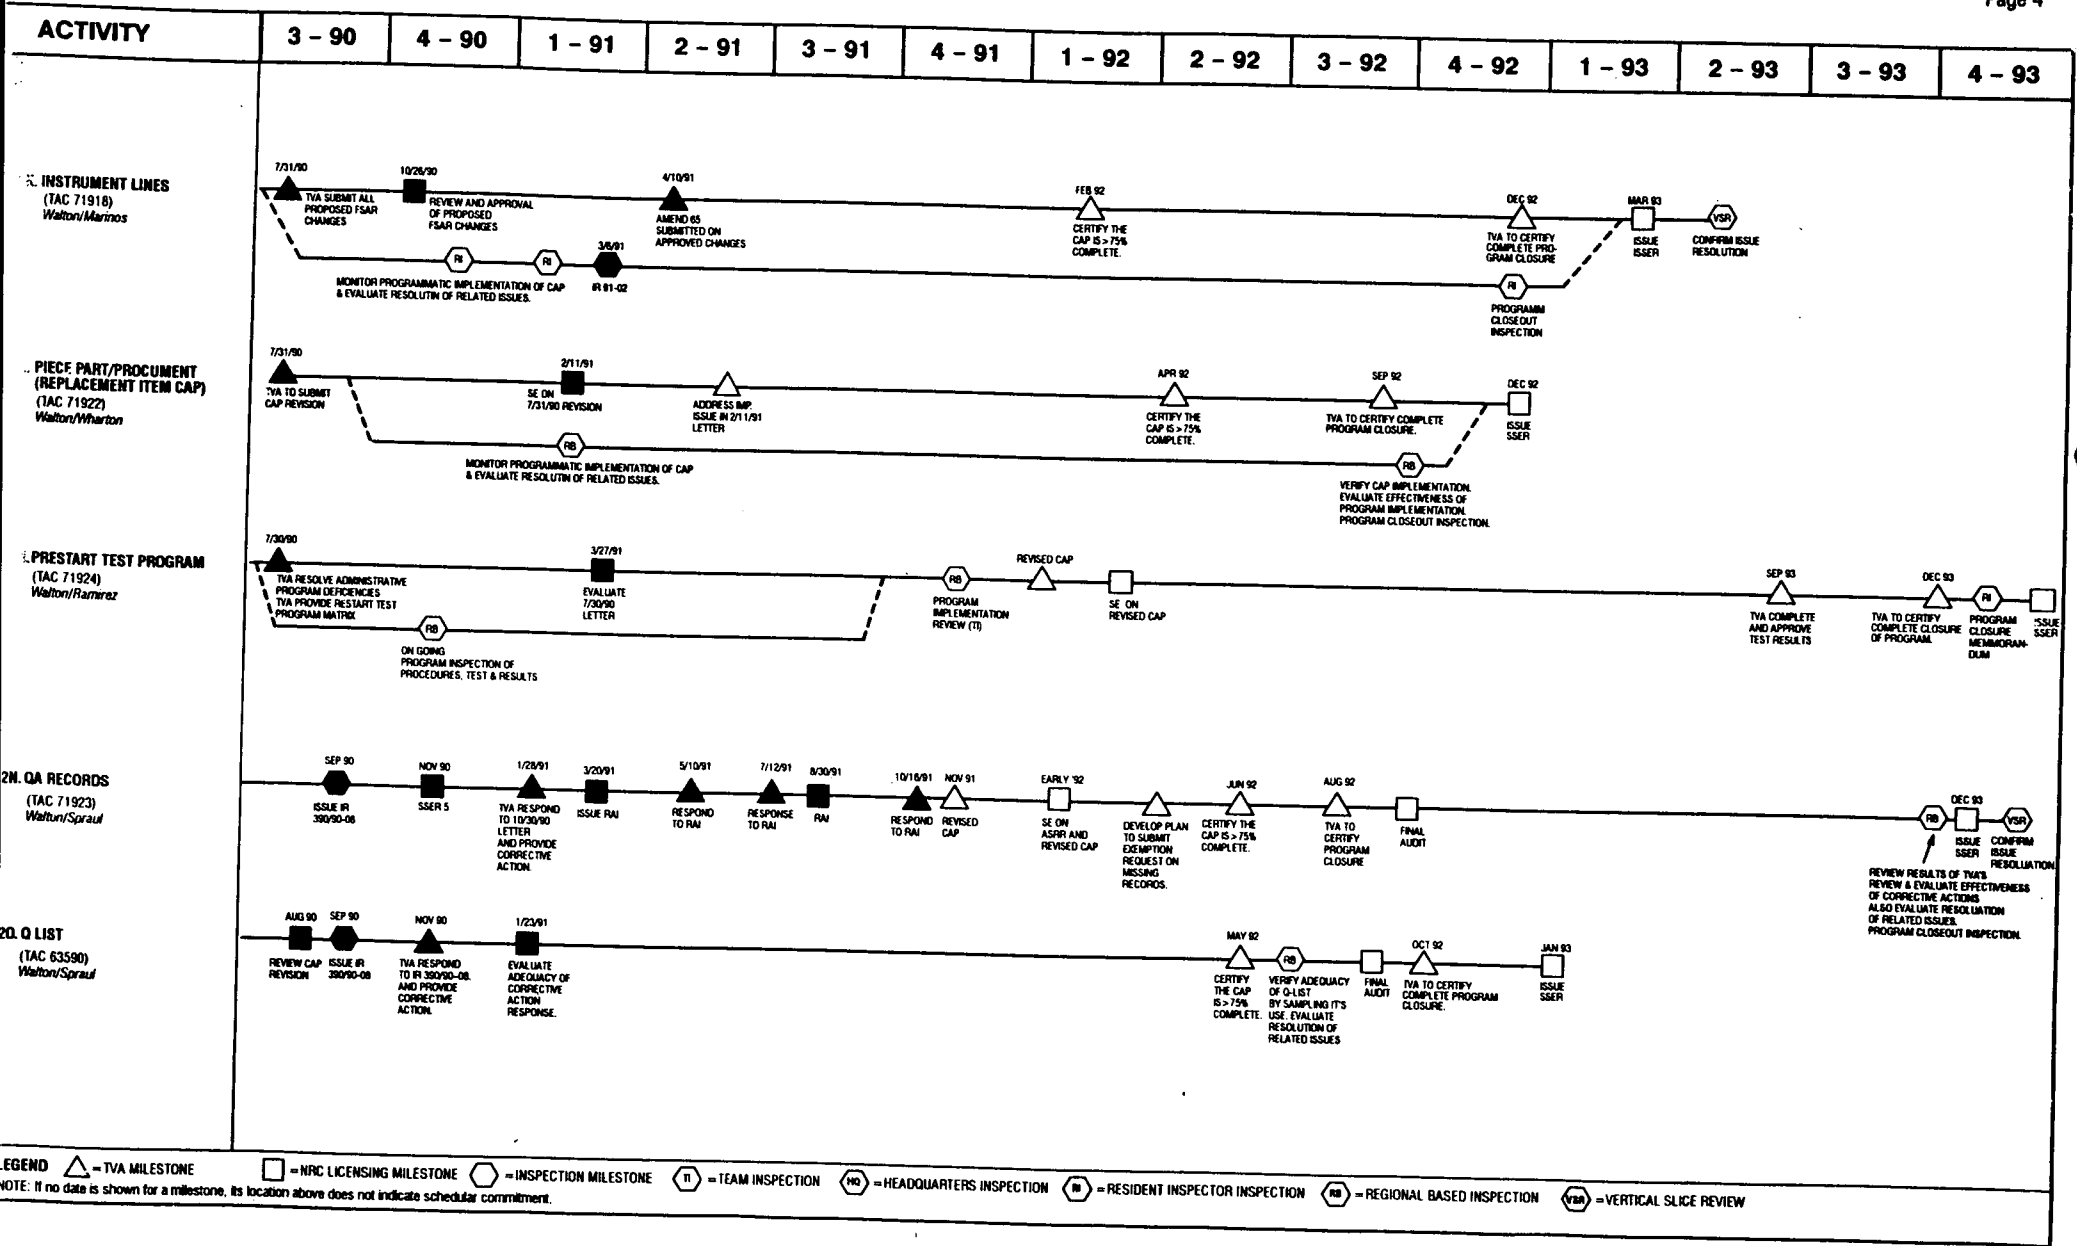 Page 4
ACTIVITY
3 – 90
4 – 90
1 – 91
2 – 91
3 – 91
4 – 91
1 – 92
2 – 92
3 – 92
4 – 92
1 – 93
2 – 93
3 – 93
4 – 93
INSTRUMENT LINES
(TAC 71918)
Walton/Marinos
7/31/90
TVA SUBMIT ALL
PROPOSED FSAR
CHANGES
10/26/90
REVIEW AND APPROVAL
OF PROPOSED
FSAR CHANGES
4/10/91
AMEND 65
SUBMITTED ON
APPROVED CHANGES
FEB 92
CERTIFY THE
CAP IS > 75%
COMPLETE.
DEC 92
TVA TO CERTIFY
COMPLETE PRO-
GRAM CLOSURE
MAR 93
ISSUE
ISSER
VSR
CONFIRM ISSUE
RESOLUTION
RI
RI
MONITOR PROGRAMMATIC IMPLEMENTATION OF CAP
& EVALUATE RESOLUTIN OF RELATED ISSUES.
3/6/91
IR 91-02
RI
PROGRAMM
CLOSEOUT
INSPECTION
PIECE PART/PROCUMENT
(REPLACEMENT ITEM CAP)
(TAC 71922)
Walton/Wharton
7/31/90
TVA TO SUBMIT
CAP REVISION
2/11/91
SE ON
7/31/90 REVISION
ADDRESS IMP.
ISSUE IN 2/11/91
LETTER
APR 92
CERTIFY THE
CAP IS > 75%
COMPLETE.
SEP 92
TVA TO CERTIFY COMPLETE
PROGRAM CLOSURE.
DEC 92
ISSUE
SSER
RB
MONITOR PROGRAMMATIC IMPLEMENTATION OF CAP
& EVALUATE RESOLUTIN OF RELATED ISSUES.
RB
VERIFY CAP IMPLEMENTATION.
EVALUATE EFFECTIVENESS OF
PROGRAM IMPLEMENTATION.
PROGRAM CLOSEOUT INSPECTION.
PRESTART TEST PROGRAM
(TAC 71924)
Walton/Ramirez
7/30/90
TVA RESOLVE ADMINISTRATIVE
PROGRAM DEFICIENCIES
TVA PROVIDE RESTART TEST
PROGRAM MATRIX
3/27/91
EVALUATE
7/30/90
LETTER
RB
PROGRAM
IMPLEMENTATION
REVIEW (TI)
REVISED CAP
SE ON
REVISED CAP
SEP 93
TVA COMPLETE
AND APPROVE
TEST RESULTS
DEC 93
TVA TO CERTIFY
COMPLETE CLOSURE
OF PROGRAM.
RI
PROGRAM
CLOSURE
MEMMORAN-
DUM
ISSUE
SSER
RB
ON GOING
PROGRAM INSPECTION OF
PROCEDURES, TEST & RESULTS
2N. QA RECORDS
(TAC 71923)
Walton/Spraul
SEP 90
ISSUE IR
390/90-08
NOV 90
SSER 5
1/28/91
TVA RESPOND
TO 10/30/90
LETTER
AND PROVIDE
CORRECTIVE
ACTION.
3/20/91
ISSUE RAI
5/10/91
RESPOND
TO RAI
7/12/91
RESPONSE
TO RAI
8/30/91
RAI
10/16/91
RESPOND
TO RAI
NOV 91
REVISED
CAP
EARLY '92
SE ON
ASRR AND
REVISED CAP
DEVELOP PLAN
TO SUBMIT
EXEMPTION
REQUEST ON
MISSING
RECORDS.
JUN 92
CERTIFY THE
CAP IS > 75%
COMPLETE.
AUG 92
TVA TO
CERTIFY
PROGRAM
CLOSURE
FINAL
AUDIT
RB
REVIEW RESULTS OF TVA'S
REVIEW & EVALUATE EFFECTIVENESS
OF CORRECTIVE ACTIONS
ALSO EVALUATE RESOLUATION
OF RELATED ISSUES.
PROGRAM CLOSEOUT INSPECTION.
DEC 93
ISSUE
SSER
VSR
CONFIRM
ISSUE
RESOLUATION
2O. Q LIST
(TAC 63590)
Walton/Spraul
AUG 90
REVIEW CAP
REVISION
SEP 90
ISSUE IR
390/90-08
NOV 90
TVA RESPOND
TO IR 390/90–08.
AND PROVIDE
CORRECTIVE
ACTION.
1/23/91
EVALUATE
ADEQUACY OF
CORRECTIVE
ACTION
RESPONSE.
MAY 92
CERTIFY
THE CAP
IS > 75%
COMPLETE.
RB
VERIFY ADEQUACY
OF Q-LIST
BY SAMPLING IT'S
USE. EVALUATE
RESOLUTION OF
RELATED ISSUES
FINAL
AUDIT
OCT 92
TVA TO CERTIFY
COMPLETE PROGRAM
CLOSURE.
JAN 93
ISSUE
SSER
LEGEND
= TVA MILESTONE
= NRC LICENSING MILESTONE
= INSPECTION MILESTONE
TI = TEAM INSPECTION
HQ = HEADQUARTERS INSPECTION
RI = RESIDENT INSPECTOR INSPECTION
RB = REGIONAL BASED INSPECTION
VSR = VERTICAL SLICE REVIEW
NOTE: If no date is shown for a milestone, its location above does not indicate schedular commitment.